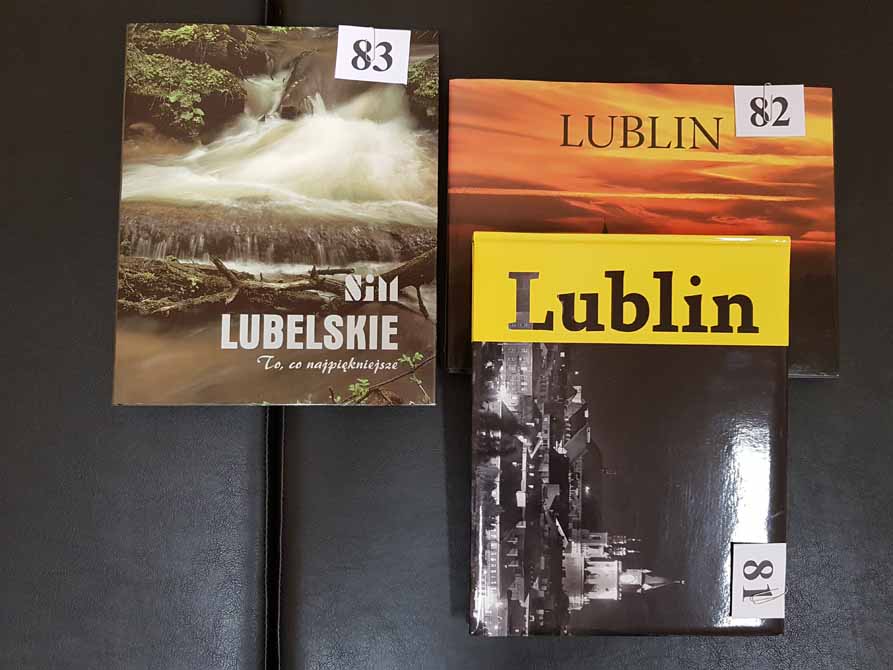 83
LUBELSKIE
To, co najpiękniejsze
82
LUBLIN
Lublin
81